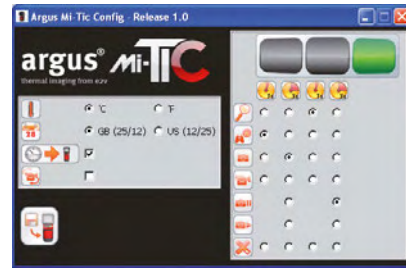 Argus Mi-Tic Config - Release 1.0
argus® Mi-TIC
thermal imaging from e2v
°C °F
GB (25/12) US (12/25)